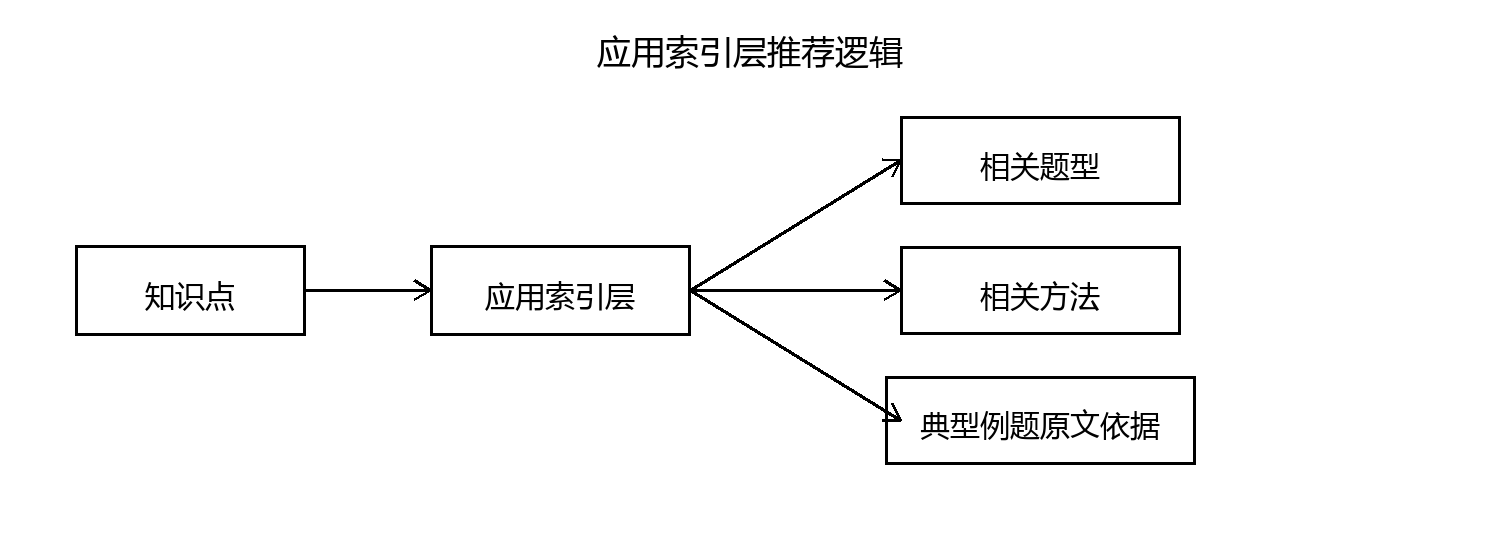 应用索引层推荐逻辑
相关题型
知识点
应用索引层
相关方法
典型例题原文依据